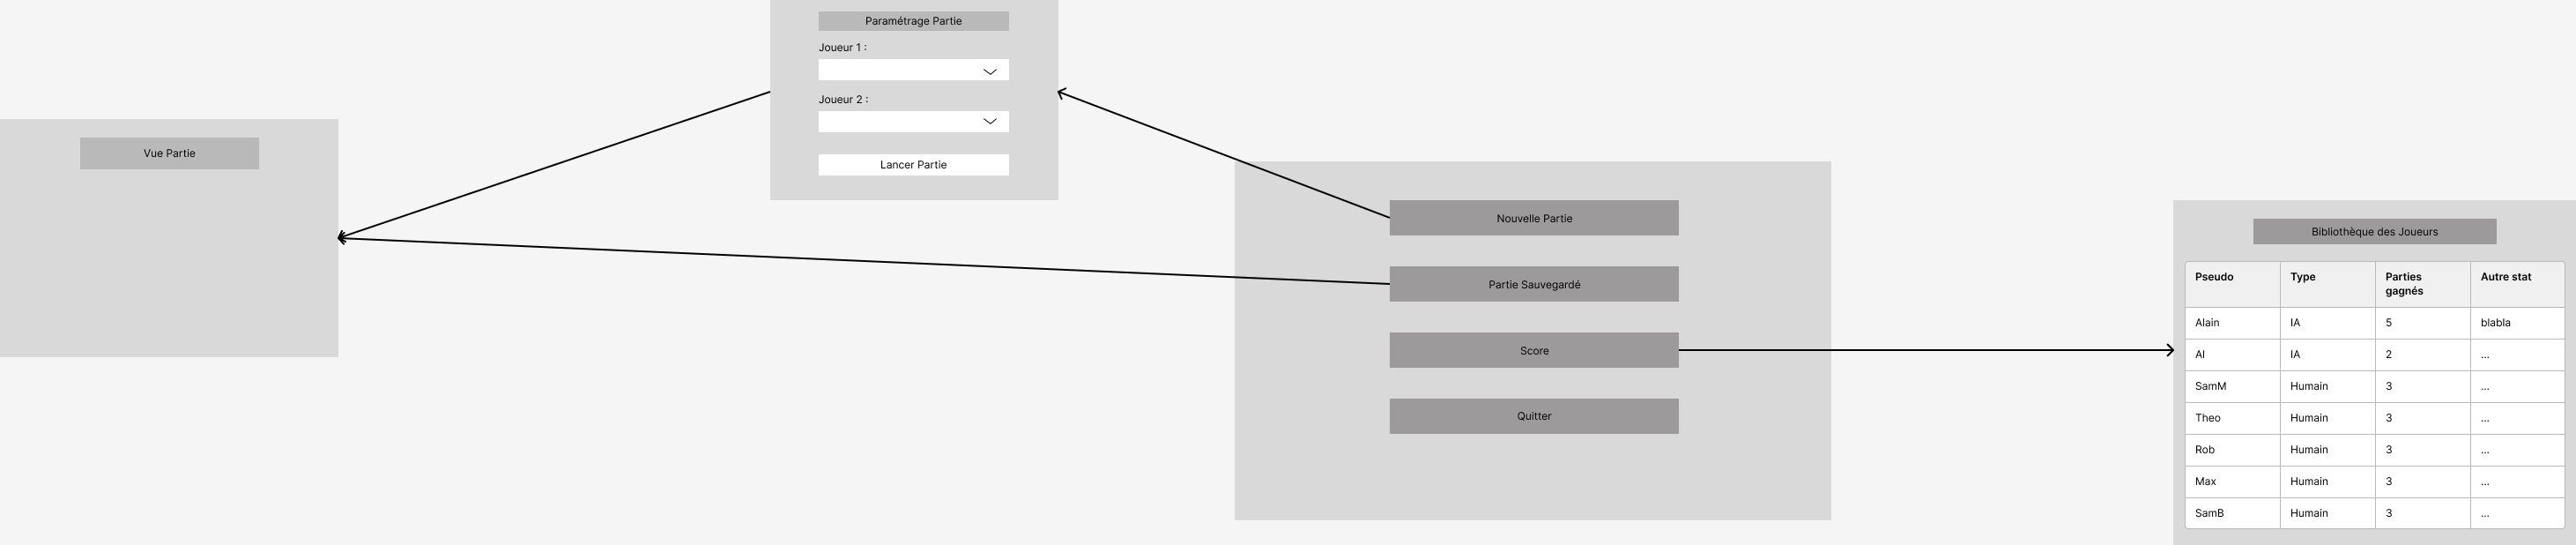 Paramétrage Partie
Joueur 1 :
Joueur 2 :
Lancer Partie
Vue Partie
Nouvelle Partie
Partie Sauvegardé
Score
Quitter
Bibliothèque des Joueurs
Pseudo Type Parties gagnés Autre stat
Alain IA 5 blabla
AI IA 2 ...
SamM Humain 3 ...
Theo Humain 3 ...
Rob Humain 3 ...
Max Humain 3 ...
SamB Humain 3 ...